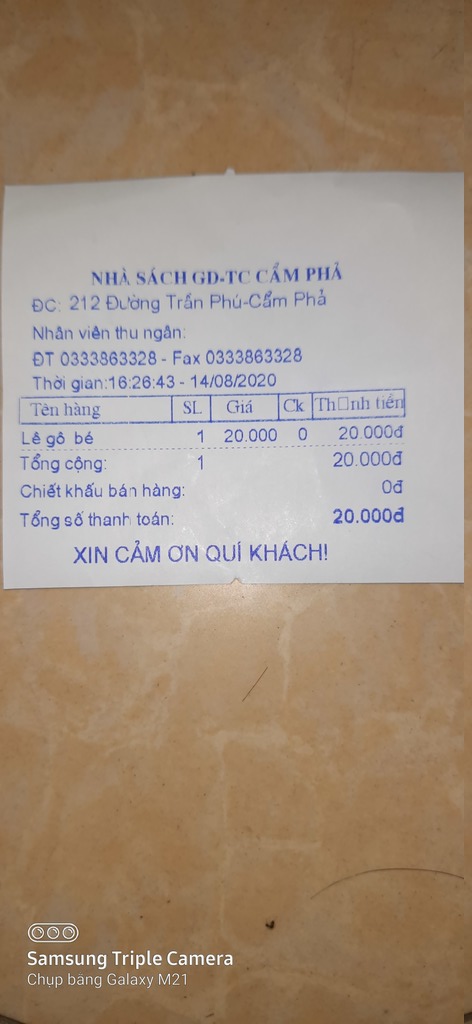 NHÀ SÁCH GD-TC CẨM PHẢ
ĐC: 212 Đường Trần Phú-Cẩm Phả
Nhân viên thu ngân:
ĐT 0333863328 - Fax 0333863328
Thời gian:16:26:43 - 14/08/2020
Tên hàng SL Giá Ck Th□nh tiền
Lê gô bé 1 20.000 0 20.000đ
Tổng cộng: 1 20.000đ
Chiết khấu bán hàng: 0đ
Tổng số thanh toán: 20.000đ
XIN CẢM ƠN QUÍ KHÁCH!
Samsung Triple Camera
Chụp bằng Galaxy M21